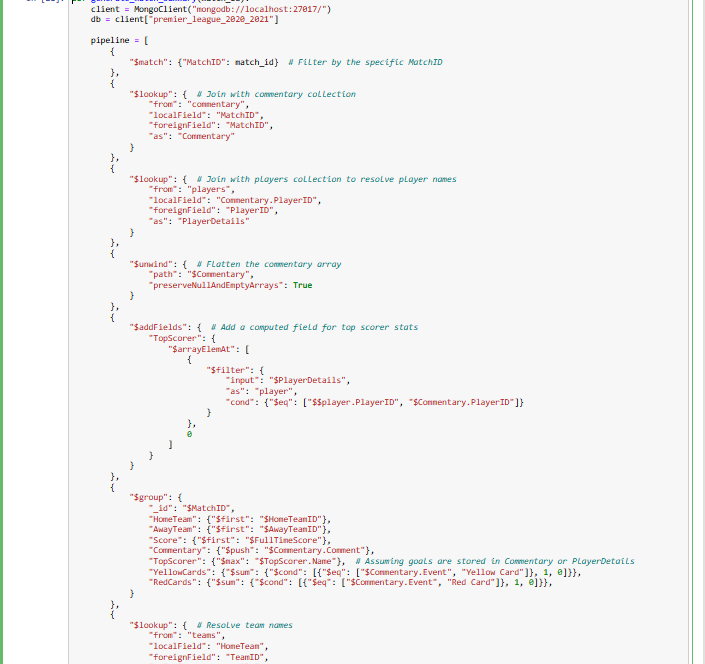 client = MongoClient("mongodb://localhost:27017/")
db = client["premier_league_2020_2021"]
pipeline = [
{
"$match": {"MatchID": match_id}  # Filter by the specific MatchID
},
{
"$lookup": {  # Join with commentary collection
"from": "commentary",
"localField": "MatchID",
"foreignField": "MatchID",
"as": "Commentary"
}
},
{
"$lookup": {  # Join with players collection to resolve player names
"from": "players",
"localField": "Commentary.PlayerID",
"foreignField": "PlayerID",
"as": "PlayerDetails"
}
},
{
"$unwind": {  # Flatten the commentary array
"path": "$Commentary",
"preserveNullAndEmptyArrays": True
}
},
{
"$addFields": {  # Add a computed field for top scorer stats
"TopScorer": {
"$arrayElemAt": [
{
"$filter": {
"input": "$PlayerDetails",
"as": "player",
"cond": {"$eq": ["$$player.PlayerID", "$Commentary.PlayerID"]}
}
},
0
]
}
}
},
{
"$group": {
"_id": "$MatchID",
"HomeTeam": {"$first": "$HomeTeamID"},
"AwayTeam": {"$first": "$AwayTeamID"},
"Score": {"$first": "$FullTimeScore"},
"Commentary": {"$push": "$Commentary.Comment"},
"TopScorer": {"$max": "$TopScorer.Name"},  # Assuming goals are stored in Commentary or PlayerDetails
"YellowCards": {"$sum": {"$cond": [{"$eq": ["$Commentary.Event", "Yellow Card"]}, 1, 0]}},
"RedCards": {"$sum": {"$cond": [{"$eq": ["$Commentary.Event", "Red Card"]}, 1, 0]}},
}
},
{
"$lookup": {  # Resolve team names
"from": "teams",
"localField": "HomeTeam",
"foreignField": "TeamID",